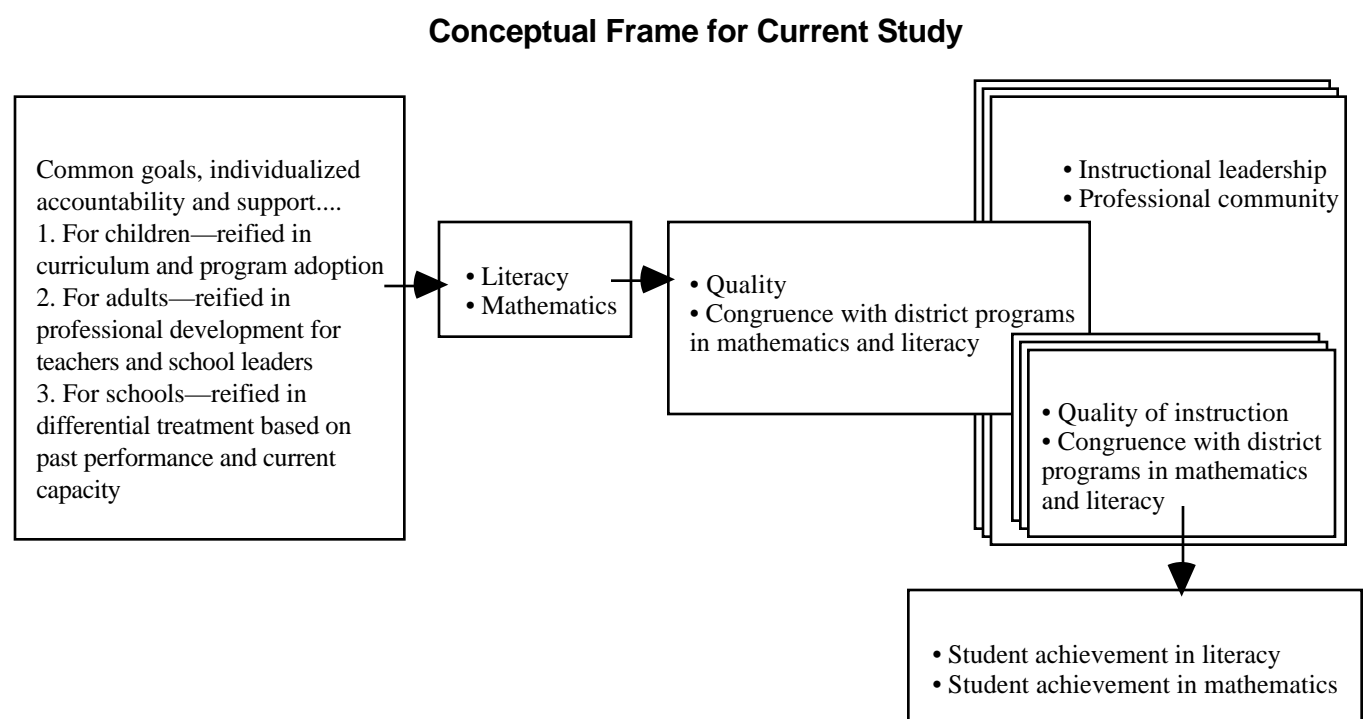 Conceptual Frame for Current Study
Common goals, individualized
accountability and support....
1. For children—reified in
curriculum and program adoption
2. For adults—reified in
professional development for
teachers and school leaders
3. For schools—reified in
differential treatment based on
past performance and current
capacity
• Literacy
• Mathematics
• Quality
• Congruence with district programs
in mathematics and literacy
• Instructional leadership
• Professional community
• Quality of instruction
• Congruence with district
programs in mathematics
and literacy
• Student achievement in literacy
• Student achievement in mathematics